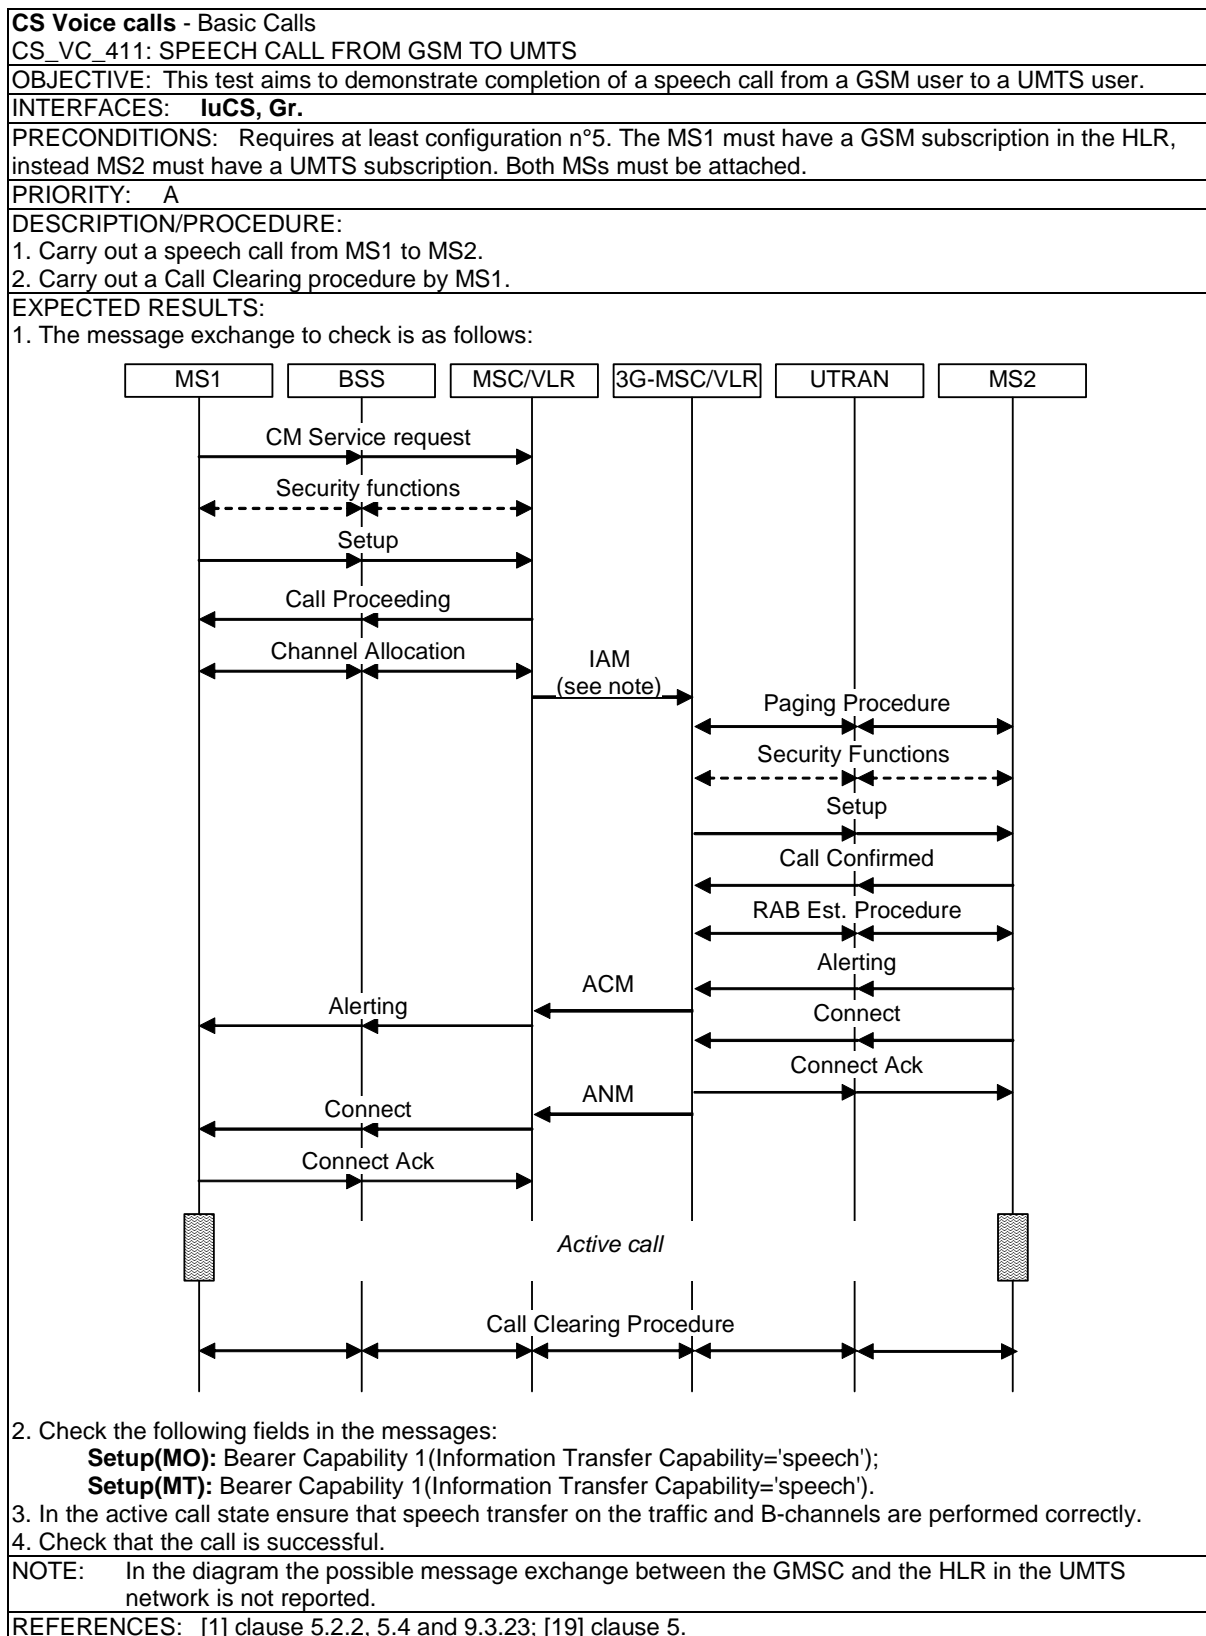 CS Voice calls - Basic Calls
CS_VC_411: SPEECH CALL FROM GSM TO UMTS
OBJECTIVE: This test aims to demonstrate completion of a speech call from a GSM user to a UMTS user.
INTERFACES: IuCS, Gr.
PRECONDITIONS: Requires at least configuration n°5. The MS1 must have a GSM subscription in the HLR,
instead MS2 must have a UMTS subscription. Both MSs must be attached.
PRIORITY: A
DESCRIPTION/PROCEDURE:
1. Carry out a speech call from MS1 to MS2.
2. Carry out a Call Clearing procedure by MS1.
EXPECTED RESULTS:
1. The message exchange to check is as follows:
MS1 BSS MSC/VLR 3G-MSC/VLR UTRAN MS2
CM Service request
Security functions
Setup
Call Proceeding
Channel Allocation
IAM
(see note)
Paging Procedure
Security Functions
Setup
Call Confirmed
RAB Est. Procedure
Alerting
ACM
Alerting
Connect
Connect Ack
ANM
Connect
Connect Ack
Active call
Call Clearing Procedure
2. Check the following fields in the messages:
Setup(MO): Bearer Capability 1(Information Transfer Capability='speech');
Setup(MT): Bearer Capability 1(Information Transfer Capability='speech').
3. In the active call state ensure that speech transfer on the traffic and B-channels are performed correctly.
4. Check that the call is successful.
NOTE: In the diagram the possible message exchange between the GMSC and the HLR in the UMTS
network is not reported.
REFERENCES: [1] clause 5.2.2, 5.4 and 9.3.23; [19] clause 5.